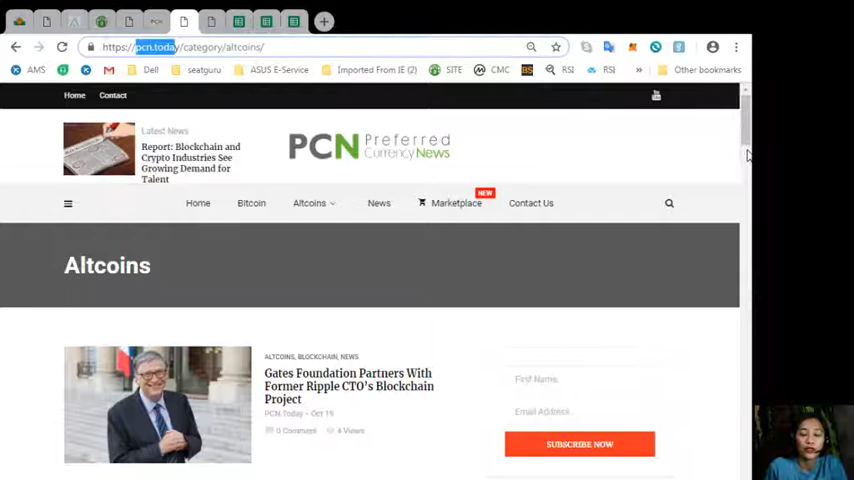 PCN
https://pcn.today/category/altcoins/
AMS
Dell
seatguru
ASUS E-Service
Imported From IE (2)
SITE
CMC
BS
RSI
RSI
»
Other bookmarks
Home
Contact
Latest News
Report: Blockchain and
Crypto Industries See
Growing Demand for
Talent
PCN Preferred
Currency News
Home
Bitcoin
Altcoins
News
Marketplace
NEW
Contact Us
Altcoins
ALTCOINS, BLOCKCHAIN, NEWS
Gates Foundation Partners With
Former Ripple CTO's Blockchain
Project
PCN.Today - Oct 19
0 Comment
4 Views
First Name.
Email Address.
SUBSCRIBE NOW